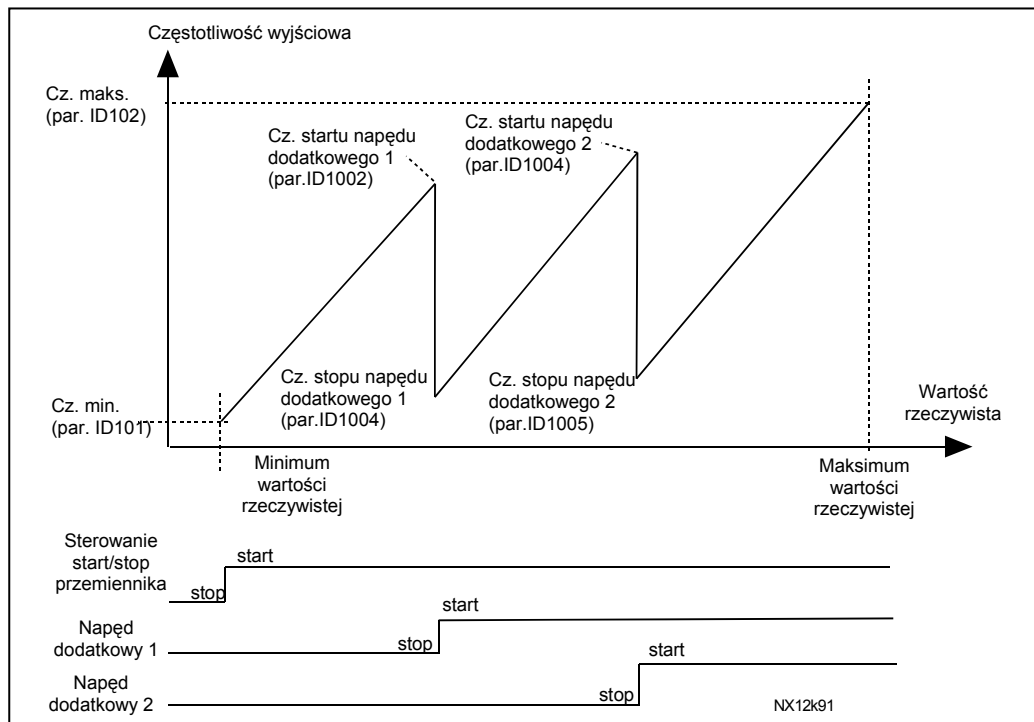 Częstotliwość wyjściowa
Cz. maks.
(par. ID102)
Cz. startu napędu
dodatkowego 1
(par.ID1002)
Cz. startu napędu
dodatkowego 2
(par.ID1004)
Cz. stopu napędu
dodatkowego 1
(par.ID1004)
Cz. stopu napędu
dodatkowego 2
(par.ID1005)
Wartość
rzeczywista
Cz. min.
(par. ID101)
Minimum
wartości
rzeczywistej
Maksimum
wartości
rzeczywistej
Sterowanie
start/stop
przemiennika
stop
start
Napęd
dodatkowy 1
stop
start
Napęd
dodatkowy 2
stop
start
NX12k91